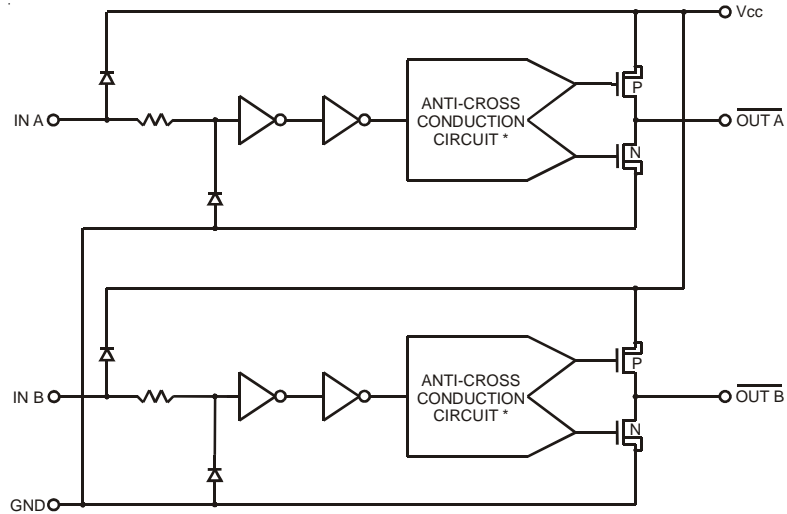 Vcc
IN A
ANTI-CROSS
CONDUCTION
CIRCUIT *
P
N
OUT A
IN B
ANTI-CROSS
CONDUCTION
CIRCUIT *
P
N
OUT B
GND